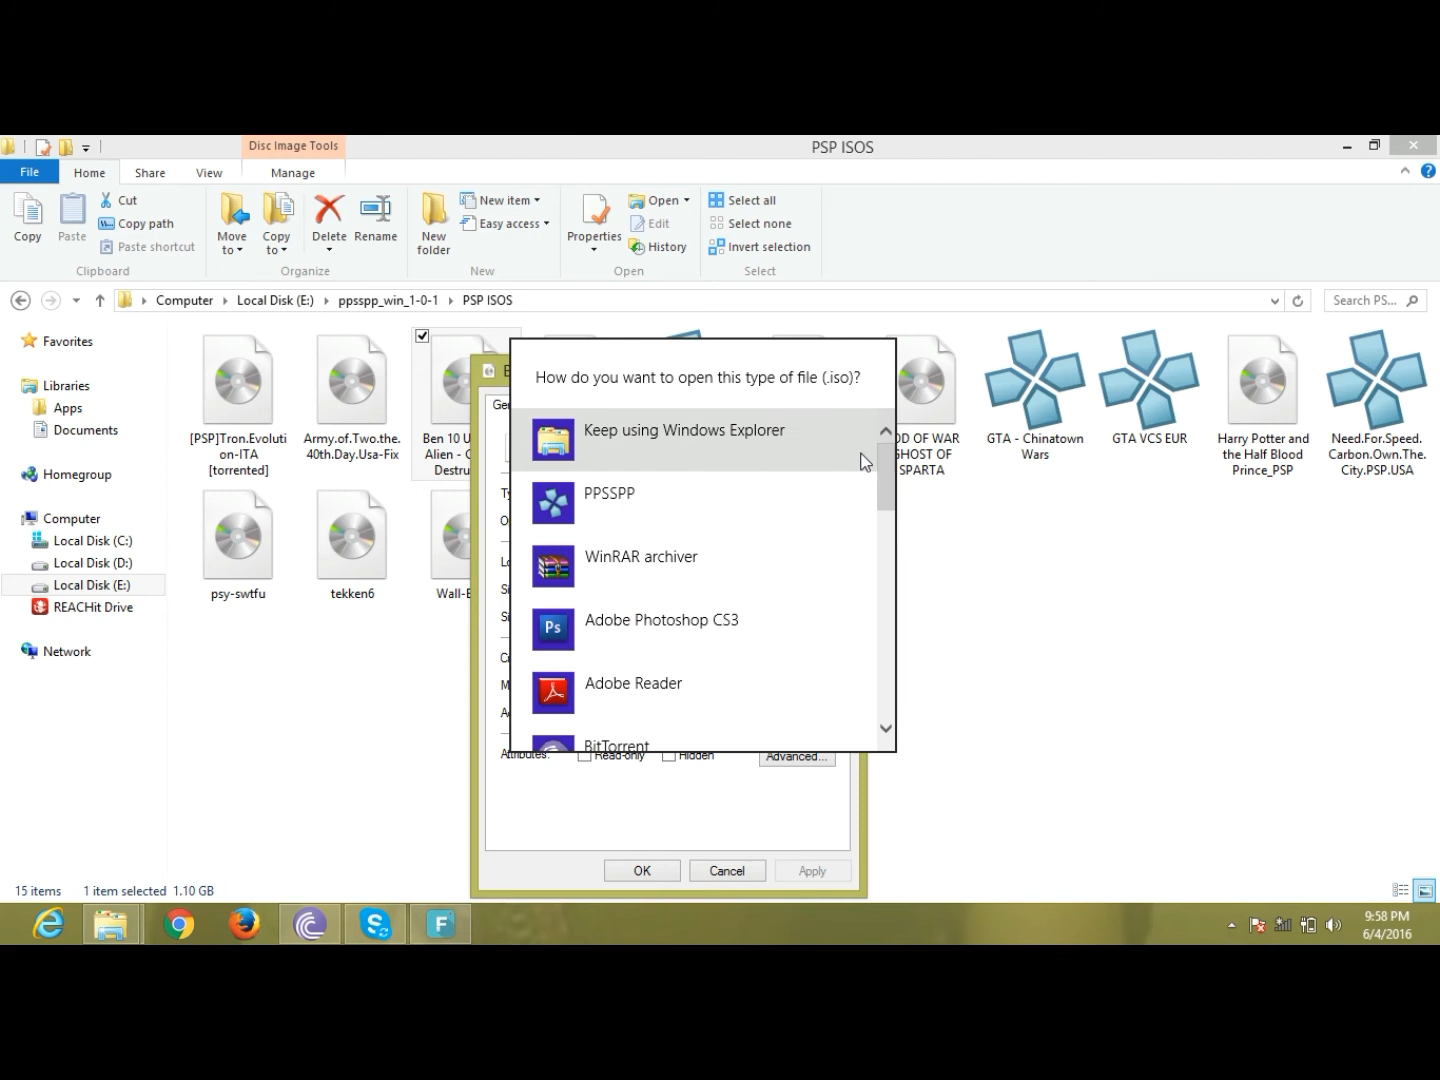 Disc Image Tools
PSP ISOS
File
Home
Share
View
Manage
Copy
Paste
Cut
Copy path
Paste shortcut
Clipboard
Move to
Copy to
Delete
Rename
Organize
New folder
New item
Easy access
New
Properties
Open
Edit
History
Open
Select all
Select none
Invert selection
Select
Computer
Local Disk (E:)
ppsspp_win_1-0-1
PSP ISOS
Search PS...
Favorites
Libraries
Apps
Documents
Homegroup
Computer
Local Disk (C:)
Local Disk (D:)
Local Disk (E:)
REACHit Drive
Network
[PSP]Tron.Evoluti
on-ITA
[torrented]
Army.of.Two.the.
40th.Day.Usa-Fix
Ben 10 U
Alien - C
Destru
OD OF WAR
GHOST OF
SPARTA
GTA - Chinatown
Wars
GTA VCS EUR
Harry Potter and
the Half Blood
Prince_PSP
Need.For.Speed.
Carbon.Own.The.
City.PSP.USA
psy-swtfu
tekken6
Wall-E
How do you want to open this type of file (.iso)?
Keep using Windows Explorer
PPSSPP
WinRAR archiver
Ps
Adobe Photoshop CS3
Adobe Reader
BitTorrent
Attributes:
Read-only
Hidden
Advanced...
OK
Cancel
Apply
15 items
1 item selected 1.10 GB
9:58 PM
6/4/2016